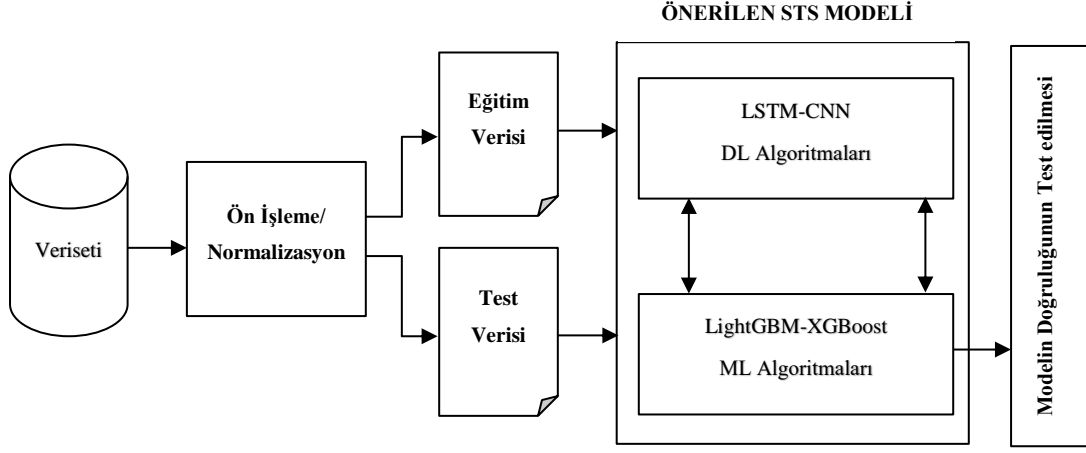 ÖNERİLEN STS MODELİ
Veriseti
Ön İşleme/
Normalizasyon
Eğitim
Verisi
Test
Verisi
LSTM-CNN
DL Algoritmaları
LightGBM-XGBoost
ML Algoritmaları
Modelin Doğruluğunun Test edilmesi